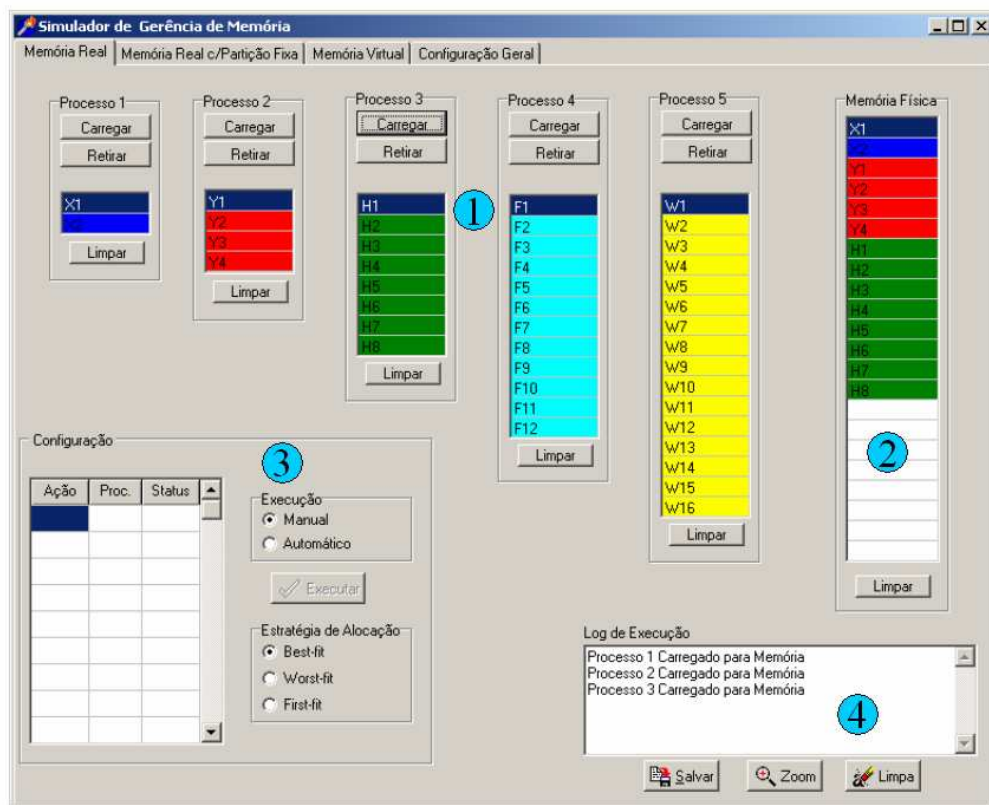 Simulador de Gerência de Memória
Memória Real
Memória Real c/Partição Fixa
Memória Virtual
Configuração Geral
Processo 1
Carregar
Retirar
X1
X2
Limpar
Processo 2
Carregar
Retirar
Y1
Y2
Y3
Y4
Limpar
Processo 3
Carregar
Retirar
H1
H2
H3
H4
H5
H6
H7
H8
Limpar
1
Processo 4
Carregar
Retirar
F1
F2
F3
F4
F5
F6
F7
F8
F9
F10
F11
F12
Limpar
Processo 5
Carregar
Retirar
W1
W2
W3
W4
W5
W6
W7
W8
W9
W10
W11
W12
W13
W14
W15
W16
Limpar
Memória Física
X1
X2
Y1
Y2
Y3
Y4
H1
H2
H3
H4
H5
H6
H7
H8
2
Limpar
Configuração
3
Ação Proc. Status
Execução
Manual
Automático
Executar
Estratégia de Alocação
Best-fit
Worst-fit
First-fit
Log de Execução
Processo 1 Carregado para Memória
Processo 2 Carregado para Memória
Processo 3 Carregado para Memória
4
Salvar
Zoom
Limpa